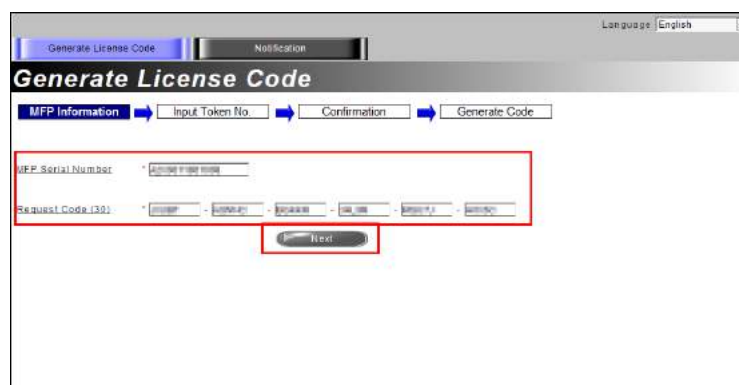 Language English
Generate License Code Notification
Generate License Code
MFP Information Input Token No. Confirmation Generate Code
MFP Serial Number *
Request Code (30) * - - - - -
Next